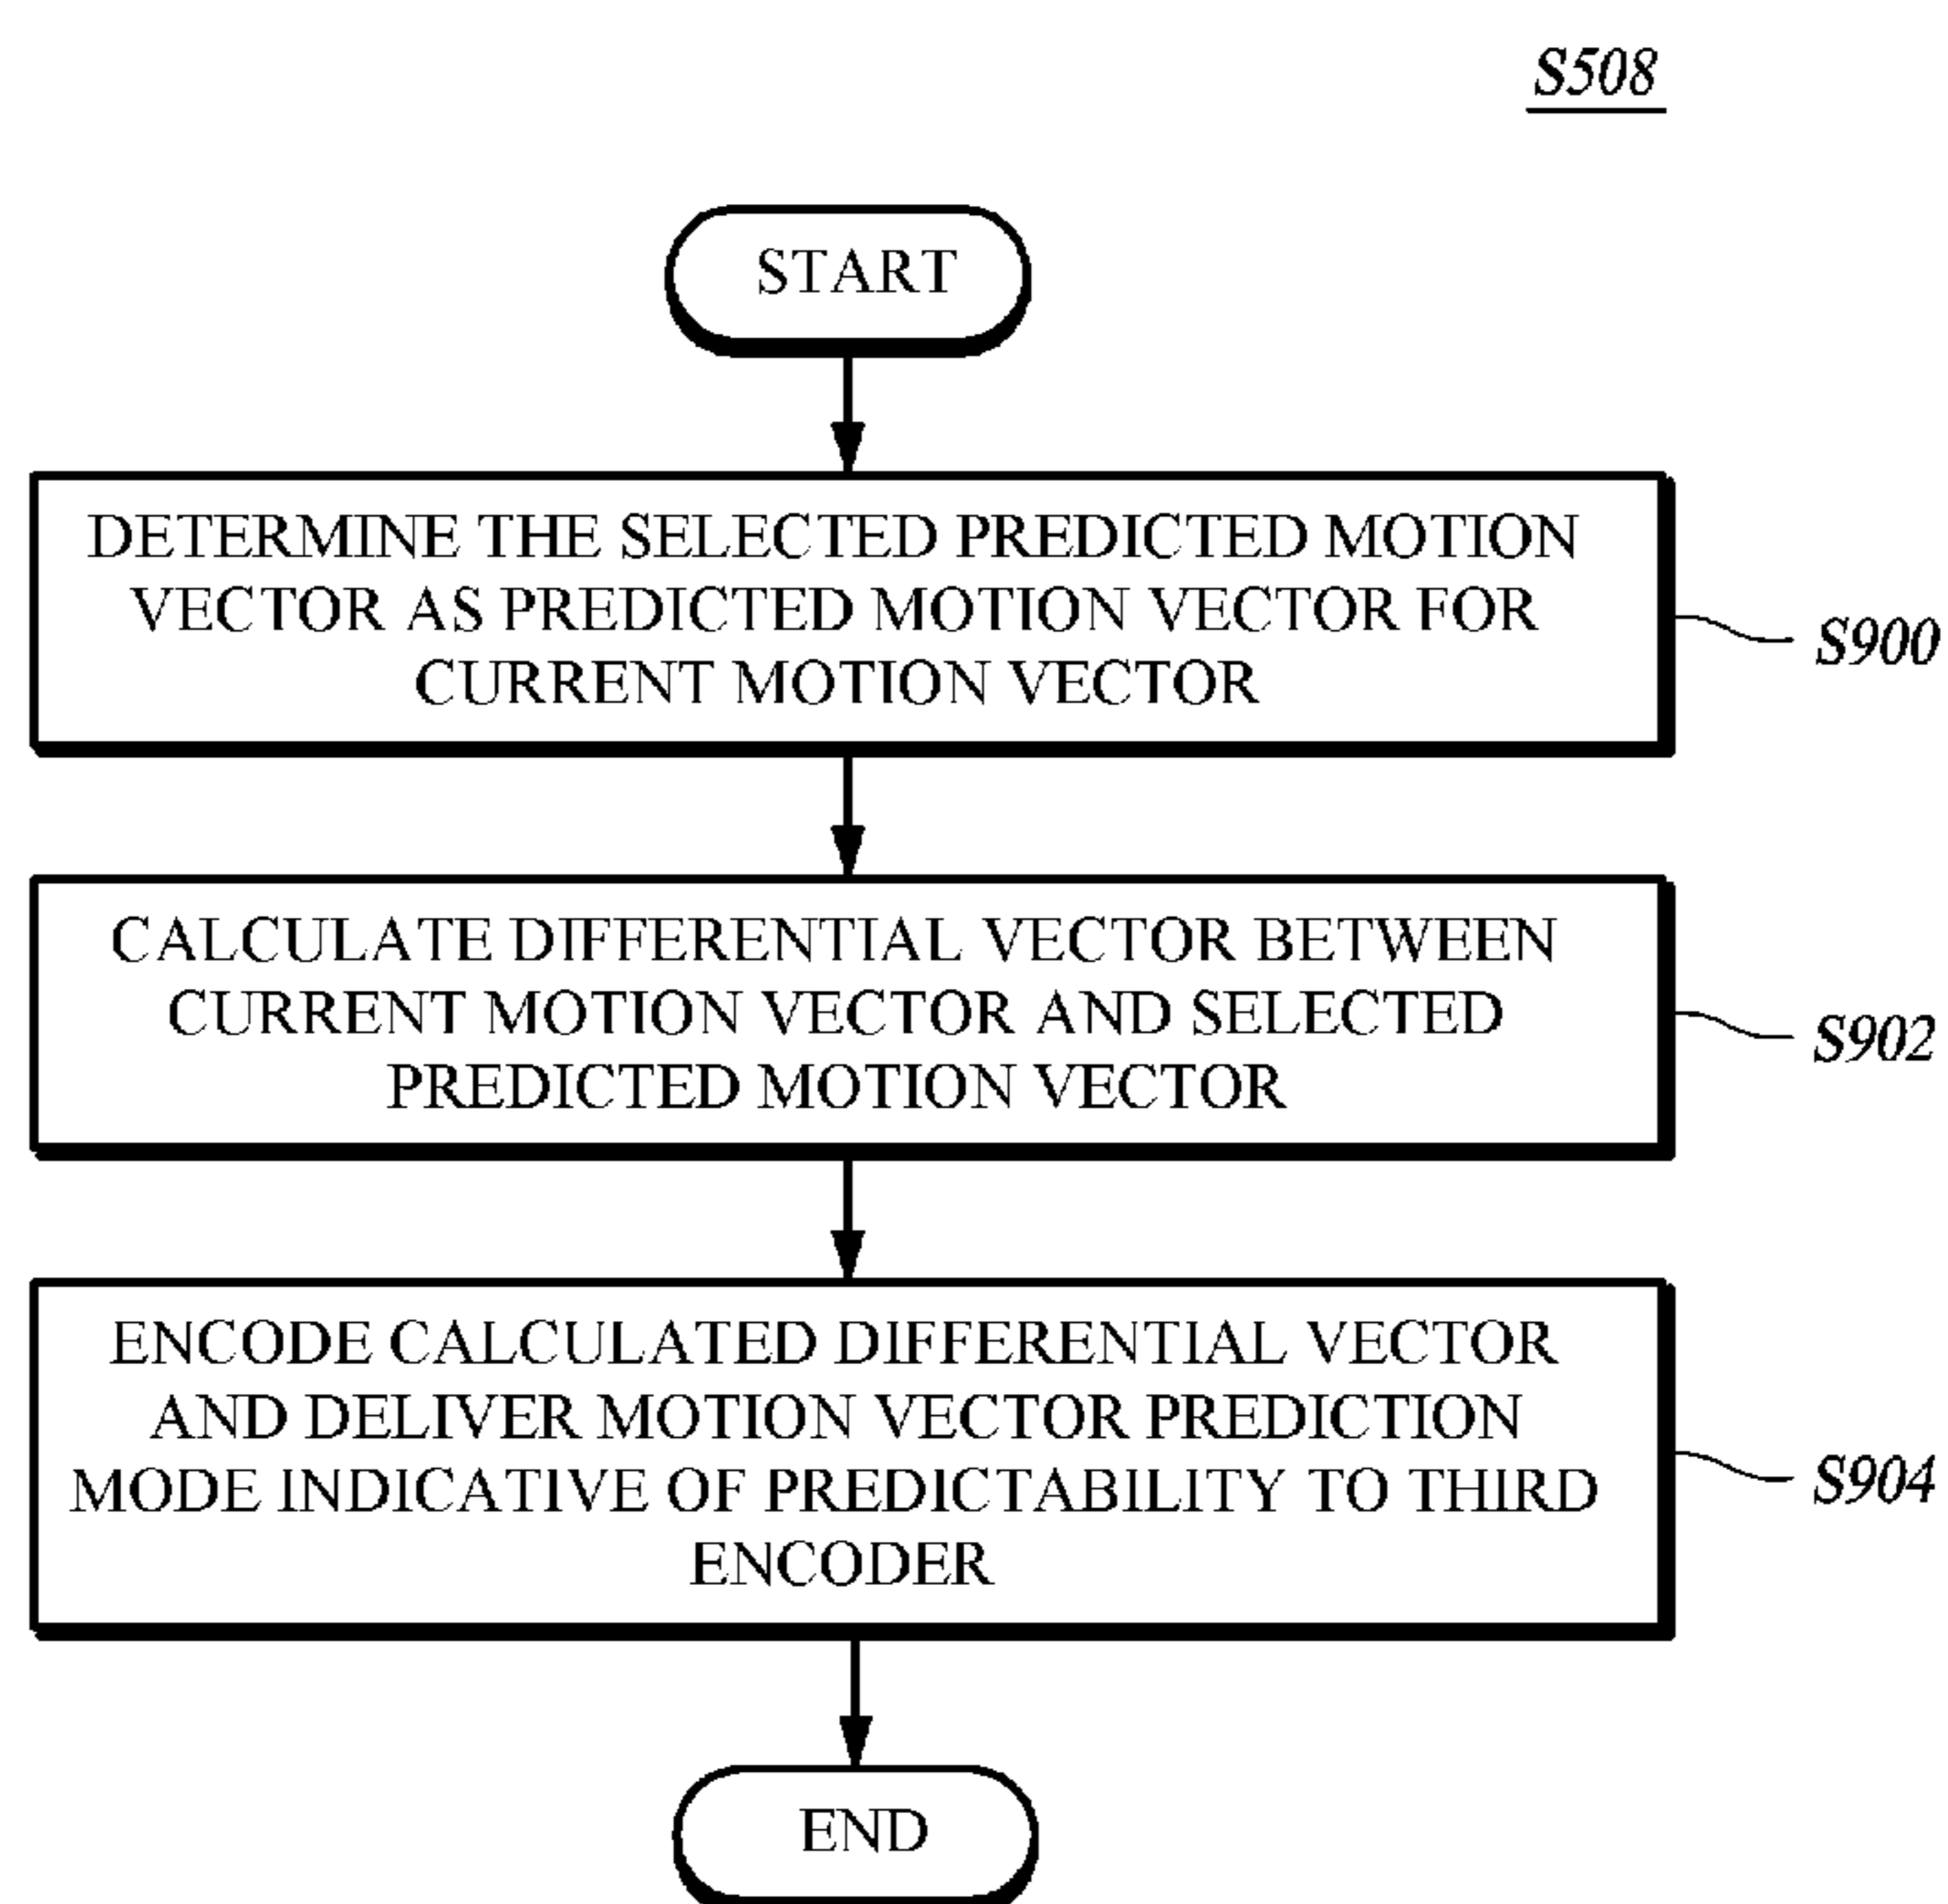 S508
START
DETERMINE THE SELECTED PREDICTED MOTION
VECTOR AS PREDICTED MOTION VECTOR FOR
CURRENT MOTION VECTOR
S900
CALCULATE DIFFERENTIAL VECTOR BETWEEN
CURRENT MOTION VECTOR AND SELECTED
PREDICTED MOTION VECTOR
S902
ENCODE CALCULATED DIFFERENTIAL VECTOR
AND DELIVER MOTION VECTOR PREDICTION
MODE INDICATIVE OF PREDICTABILITY TO THIRD
ENCODER
S904
END